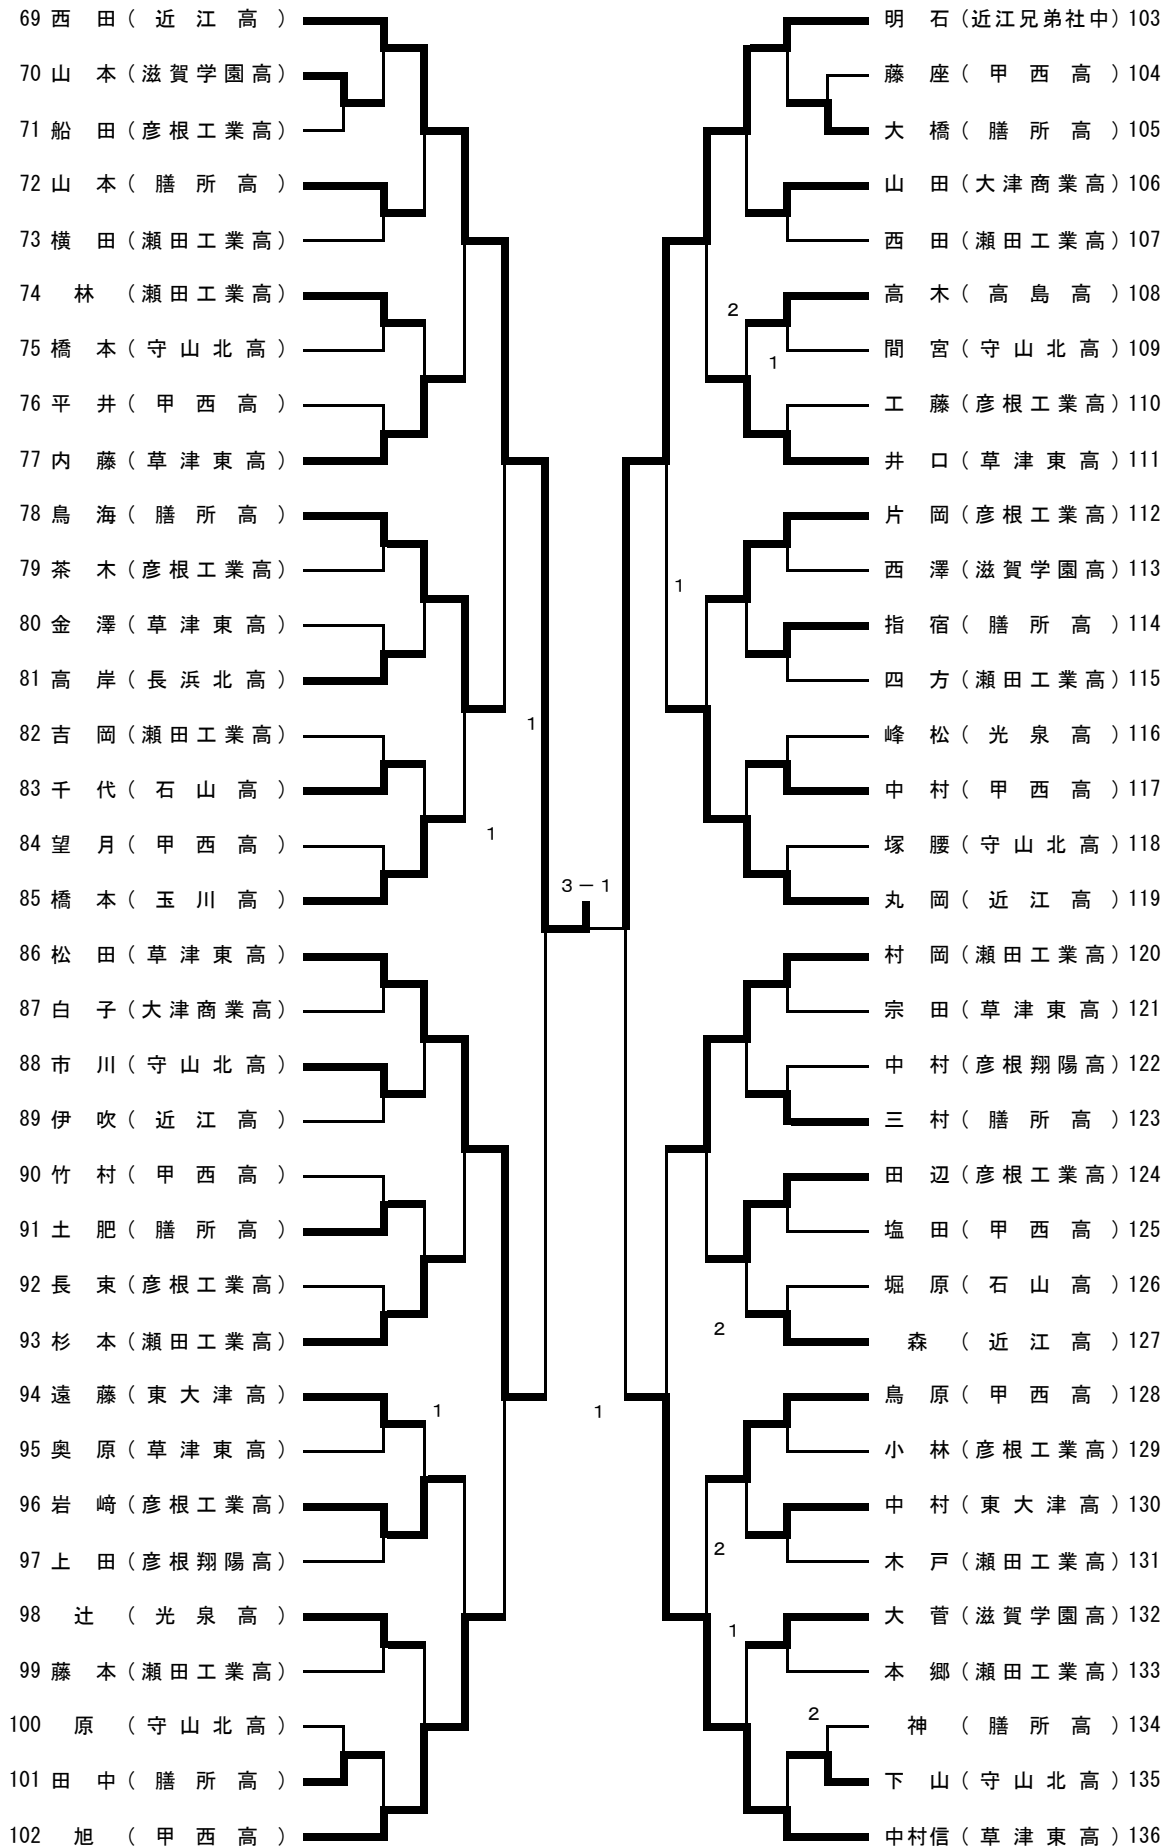 69 西田(近江高)
70 山本(滋賀学園高)
71 船田(彦根工業高)
72 山本(膳所高)
73 横田(瀬田工業高)
74 林(瀬田工業高)
75 橋本(守山北高)
76 平井(甲西高)
77 内藤(草津東高)
78 鳥海(膳所高)
79 茶木(彦根工業高)
80 金澤(草津東高)
81 高岸(長浜北高)
82 吉岡(瀬田工業高)
83 千代(石山高)
84 望月(甲西高)
85 橋本(玉川高)
86 松田(草津東高)
87 白子(大津商業高)
88 市川(守山北高)
89 伊吹(近江高)
90 竹村(甲西高)
91 土肥(膳所高)
92 長束(彦根工業高)
93 杉本(瀬田工業高)
94 遠藤(東大津高)
95 奥原(草津東高)
96 岩﨑(彦根工業高)
97 上田(彦根翔陽高)
98 辻(光泉高)
99 藤本(瀬田工業高)
100 原(守山北高)
101 田中(膳所高)
102 旭(甲西高)
1
1
1
3－1
1
2
1
1
2
2
1
2
明石(近江兄弟社中)103
藤座(甲西高)104
大橋(膳所高)105
山田(大津商業高)106
西田(瀬田工業高)107
高木(高島高)108
間宮(守山北高)109
工藤(彦根工業高)110
井口(草津東高)111
片岡(彦根工業高)112
西澤(滋賀学園高)113
指宿(膳所高)114
四方(瀬田工業高)115
峰松(光泉高)116
中村(甲西高)117
塚腰(守山北高)118
丸岡(近江高)119
村岡(瀬田工業高)120
宗田(草津東高)121
中村(彦根翔陽高)122
三村(膳所高)123
田辺(彦根工業高)124
塩田(甲西高)125
堀原(石山高)126
森(近江高)127
鳥原(甲西高)128
小林(彦根工業高)129
中村(東大津高)130
木戸(瀬田工業高)131
大菅(滋賀学園高)132
本郷(瀬田工業高)133
神(膳所高)134
下山(守山北高)135
中村信(草津東高)136